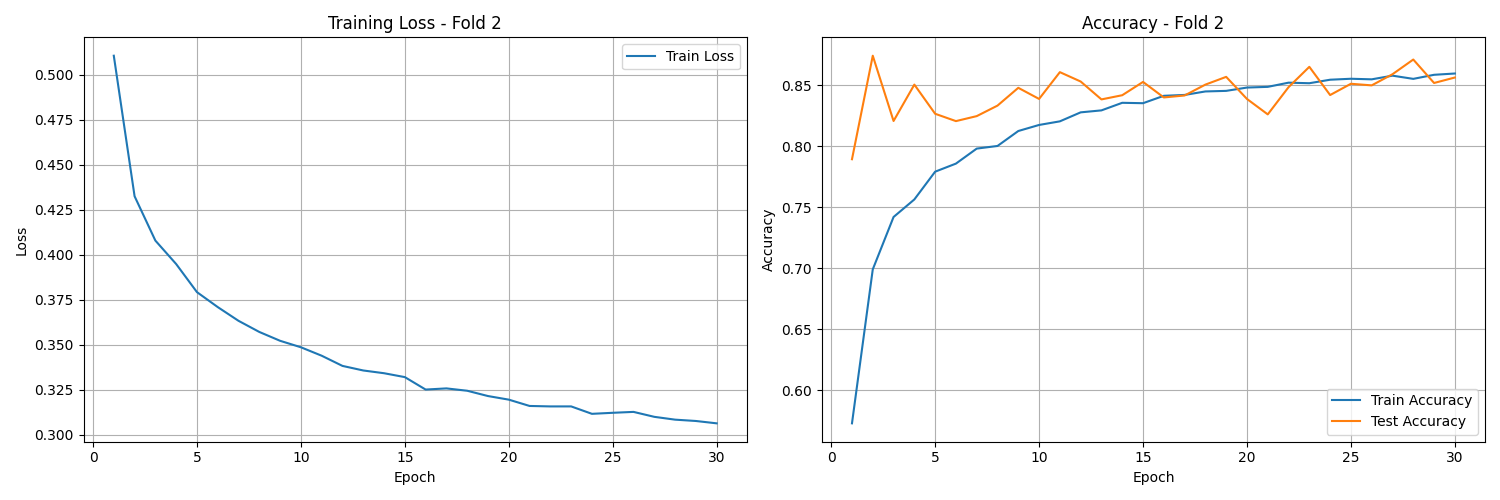 Training Loss - Fold 2
Train Loss
0.500
0.475
0.450
0.425
0.400
0.375
0.350
0.325
0.300
Loss
0 5 10 15 20 25 30
Epoch
Accuracy - Fold 2
0.85
0.80
0.75
0.70
0.65
0.60
Accuracy
Train Accuracy
Test Accuracy
0 5 10 15 20 25 30
Epoch